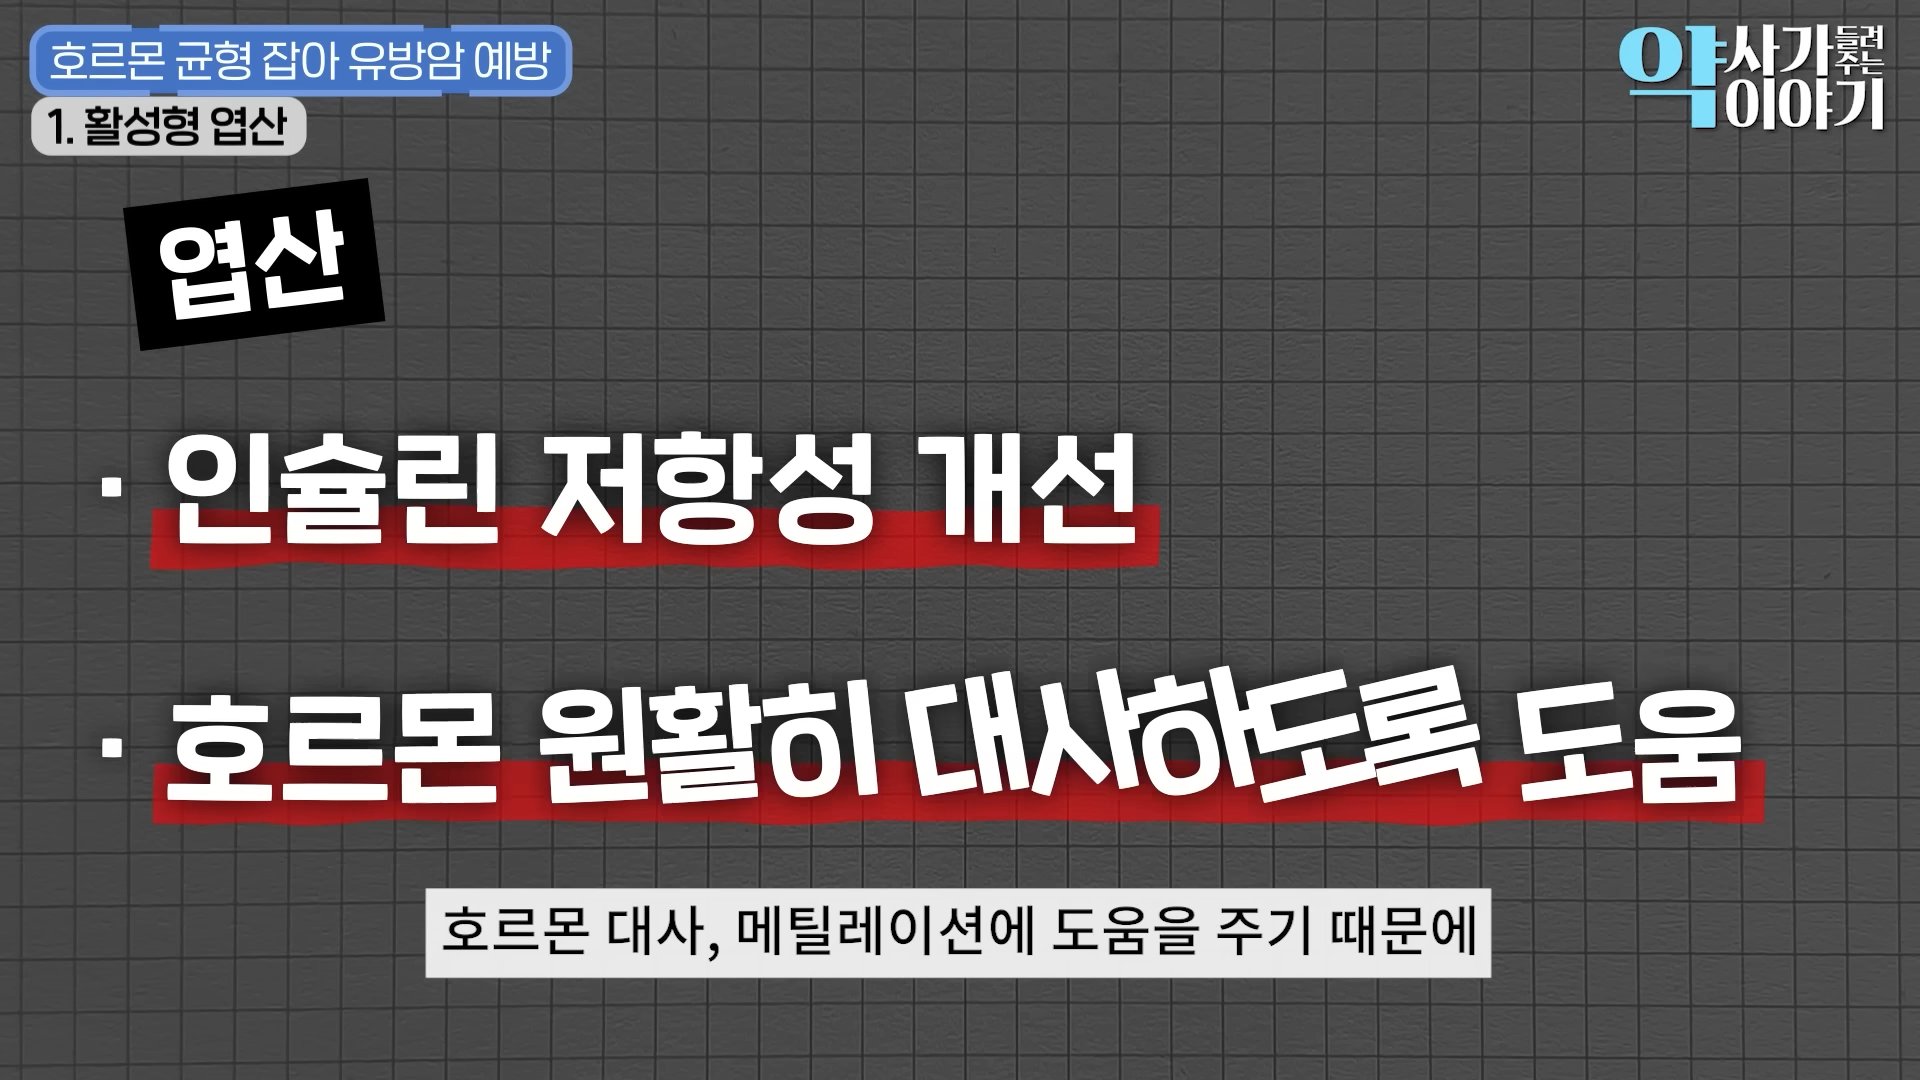 호르몬 균형 잡아 유방암 예방
1. 활성형 엽산
약사가 들려주는
이야기
엽산
· 인슐린 저항성 개선
· 호르몬 원활히 대사하도록 도움
호르몬 대사, 메틸레이션에 도움을 주기 때문에